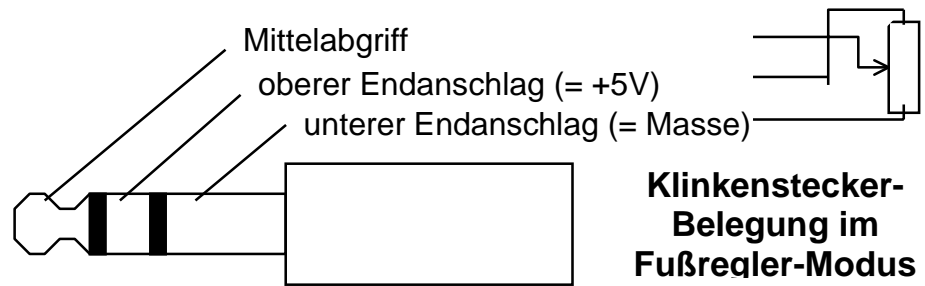 Mittelabgriff
oberer Endanschlag (= +5V)
unterer Endanschlag (= Masse)
Klinkenstecker-
Belegung im
Fußregler-Modus